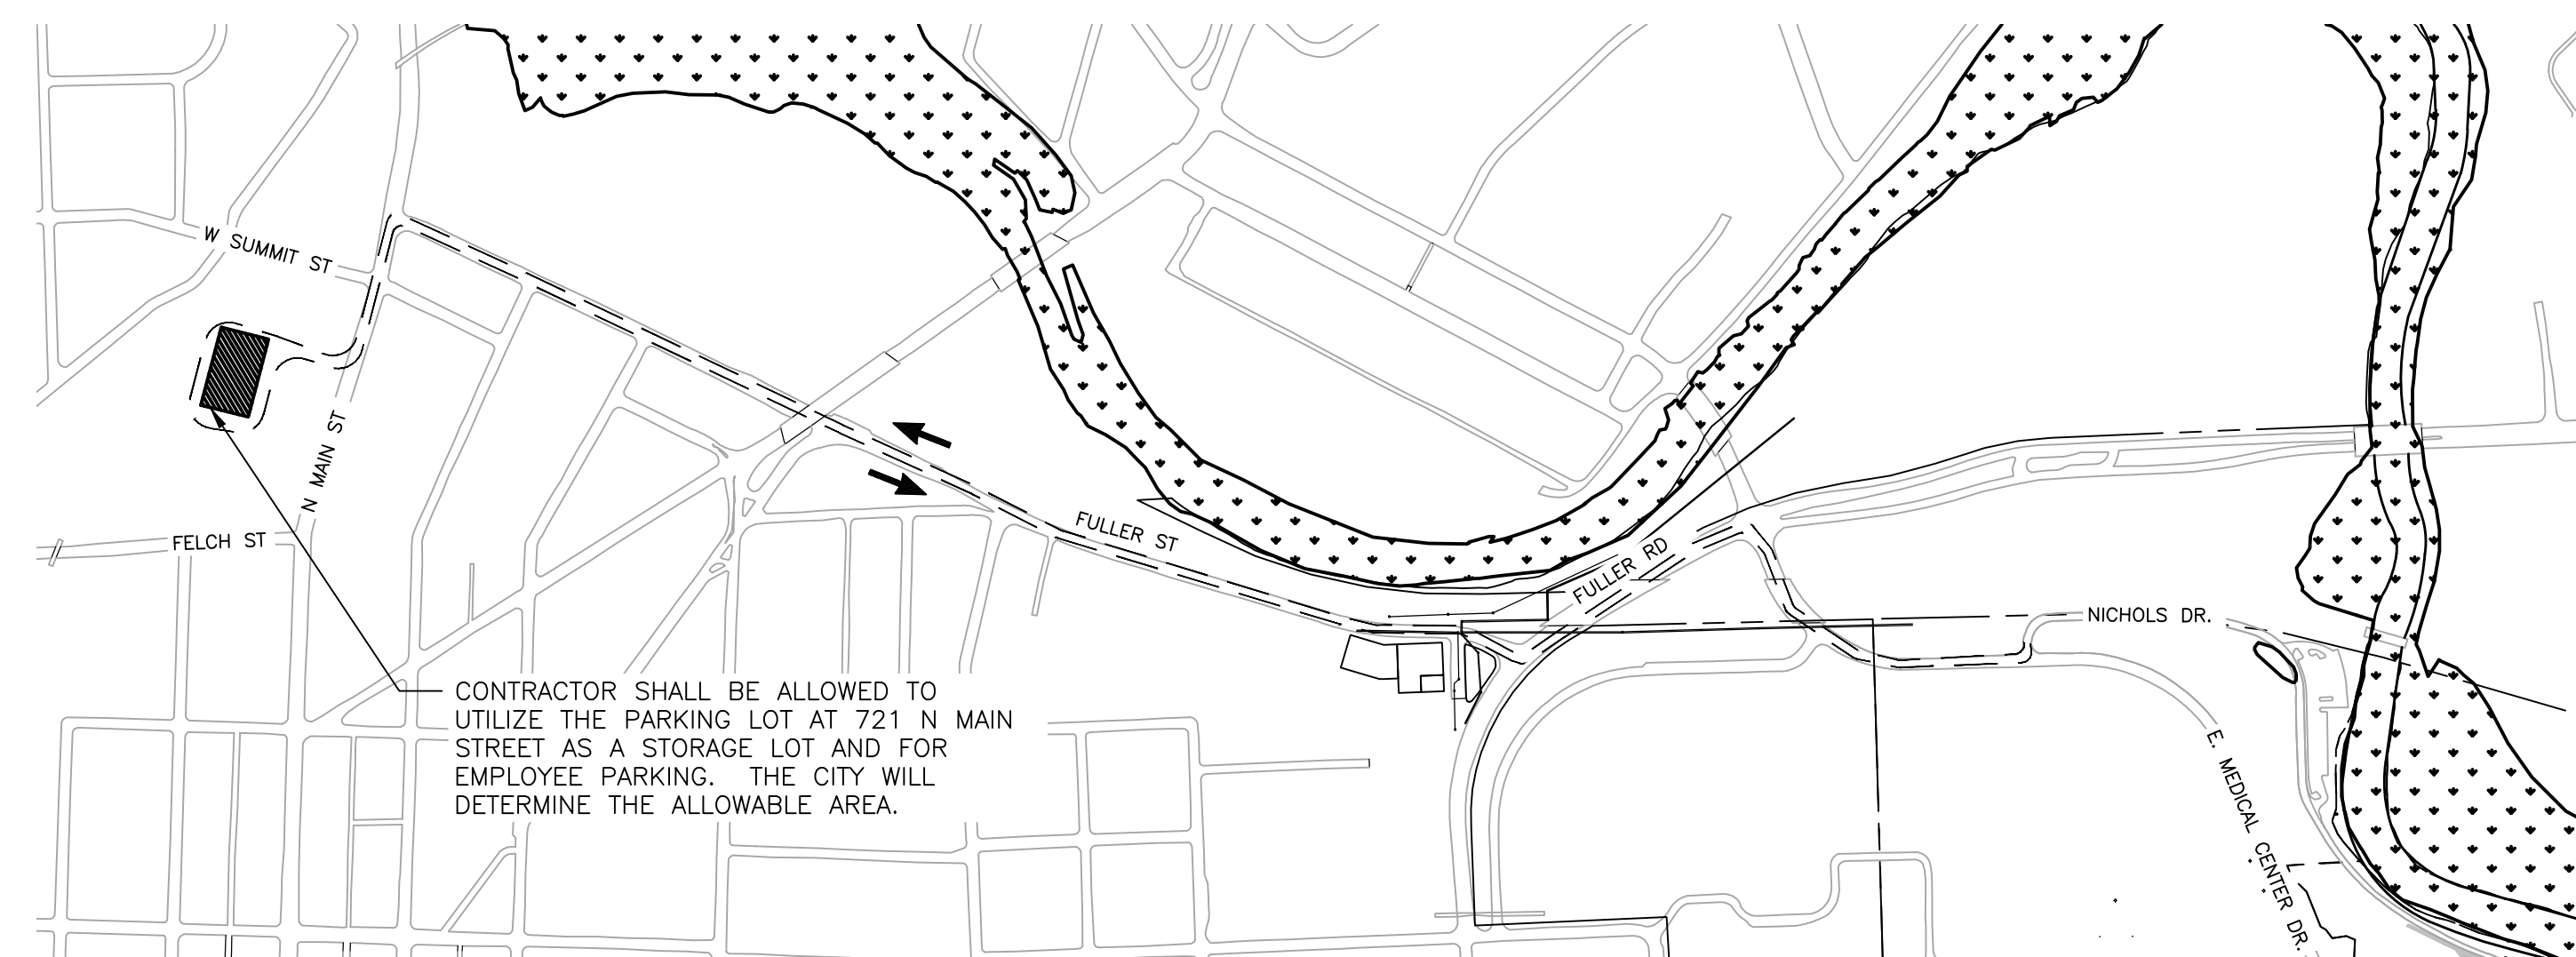 W SUMMIT ST
N MAIN ST
FELCH ST
FULLER ST
FULLER RD
NICHOLS DR.
E. MEDICAL CENTER DR.
CONTRACTOR SHALL BE ALLOWED TO
UTILIZE THE PARKING LOT AT 721 N MAIN
STREET AS A STORAGE LOT AND FOR
EMPLOYEE PARKING. THE CITY WILL
DETERMINE THE ALLOWABLE AREA.